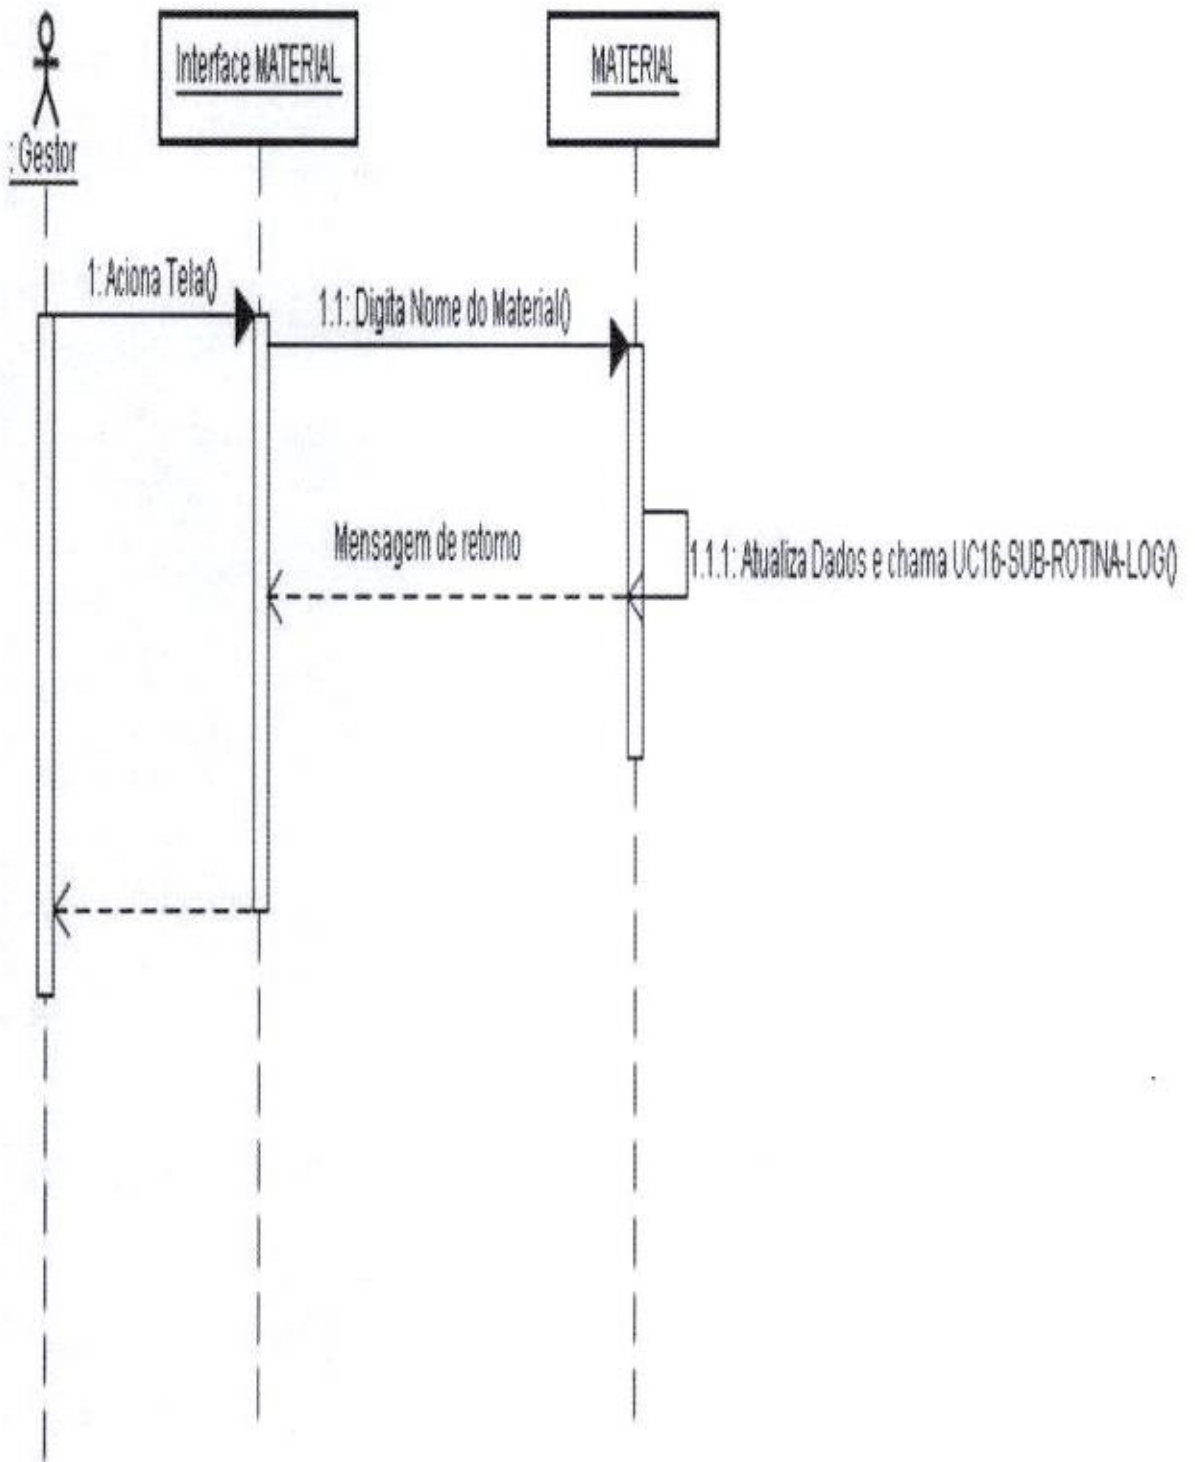 : Gestor
Interface MATERIAL
MATERIAL
1: Aciona Tela()
1.1: Digita Nome do Material()
Mensagem de retorno
1.1.1: Atualiza Dados e chama UC16-SUB-ROTINA-LOG()